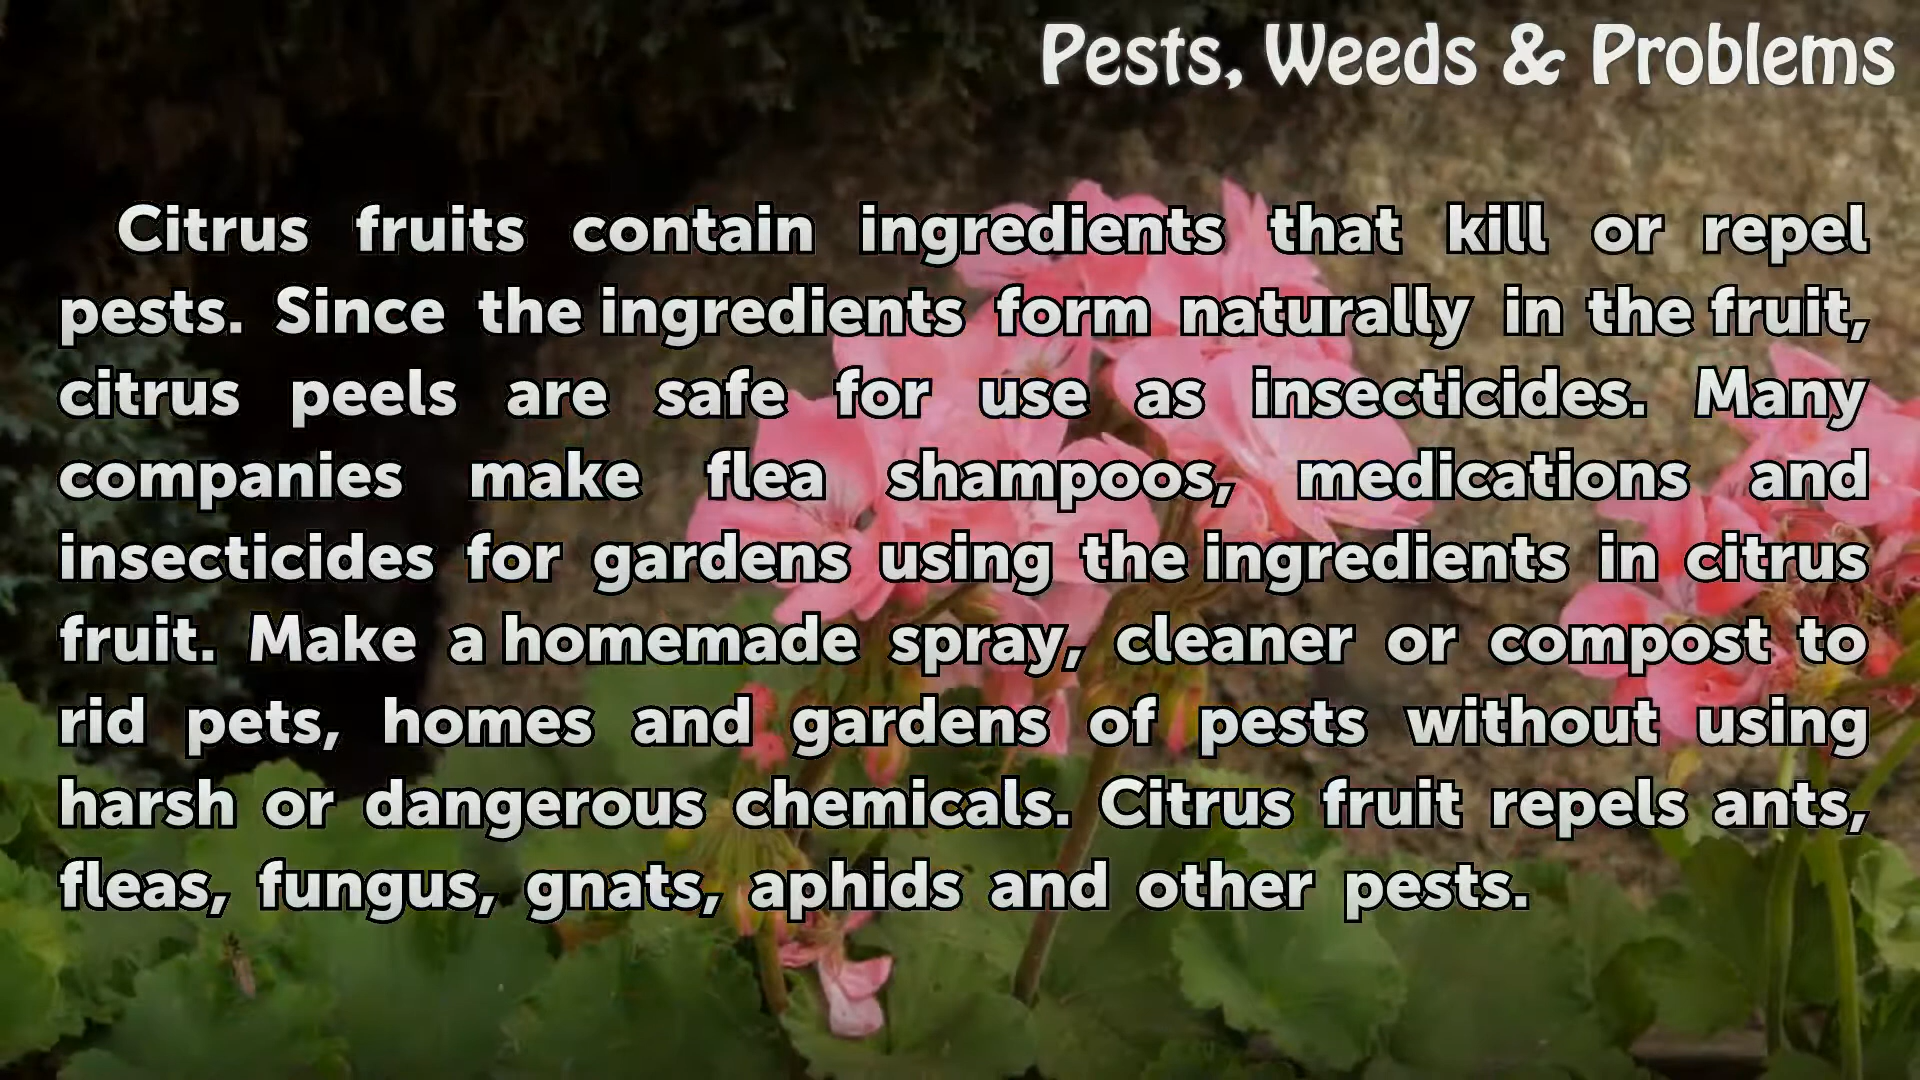 Pests, Weeds & Problems
Citrus fruits contain ingredients that kill or repel
pests. Since the ingredients form naturally in the fruit,
citrus peels are safe for use as insecticides. Many
companies make flea shampoos, medications and
insecticides for gardens using the ingredients in citrus
fruit. Make a homemade spray, cleaner or compost to
rid pets, homes and gardens of pests without using
harsh or dangerous chemicals. Citrus fruit repels ants,
fleas, fungus, gnats, aphids and other pests.